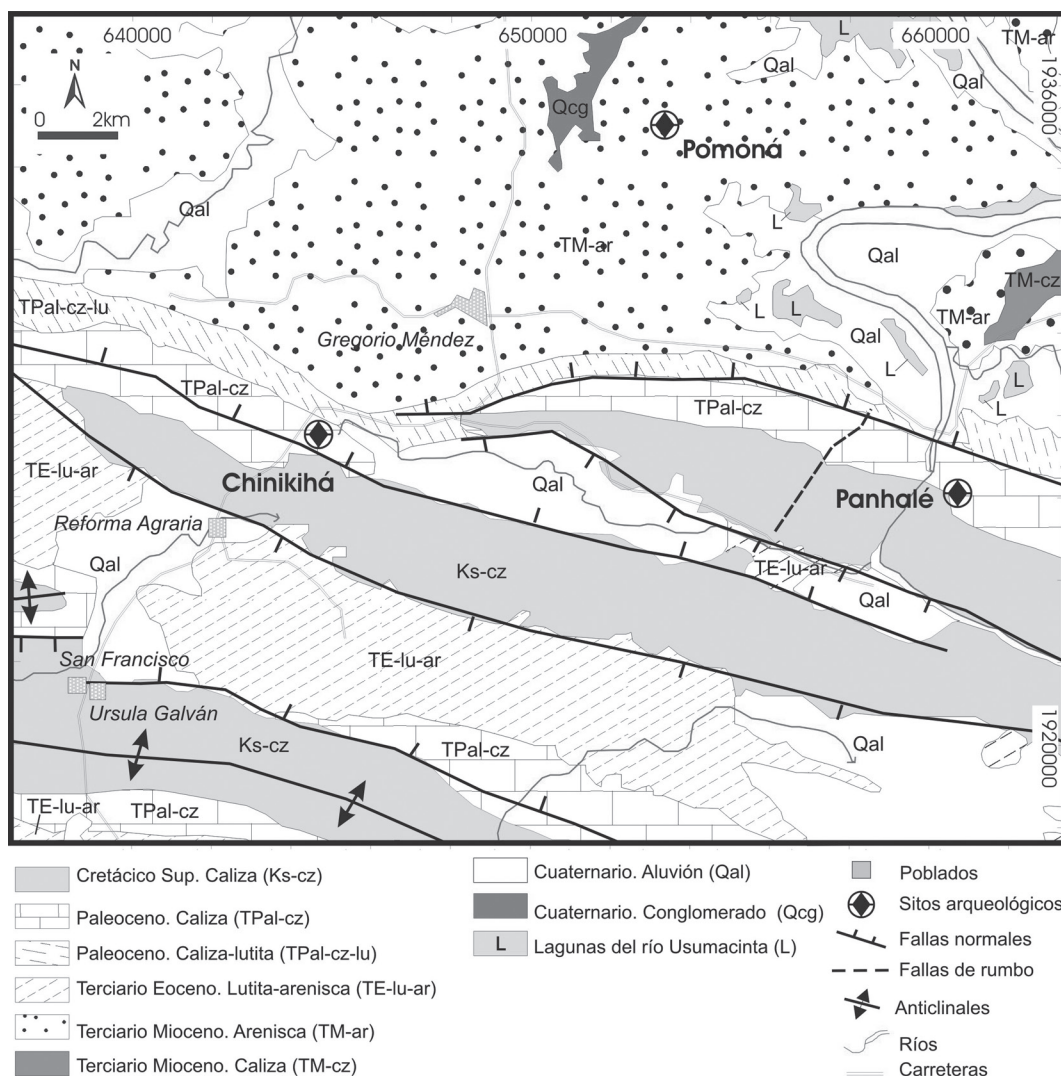 640000
650000
660000
TM-ar
L
Qal
Qal
1936000
N
0 2km
Qcg
Pomoná
Qal
L
TM-ar
Qal
TM-cz
TPal-cz-lu
L
L
TM-ar
Gregorio Méndez
Qal
L
L
L
TPal-cz
TPal-cz
TE-lu-ar
Chinikihá
Qal
Panhalé
Reforma Agraria
Qal
Ks-cz
TE-lu-ar
Qal
San Francisco
TE-lu-ar
Ursula Galván
Ks-cz
TPal-cz
Qal
1920000
TE-lu-ar
TPal-cz
Cretácico Sup. Caliza (Ks-cz)
Paleoceno. Caliza (TPal-cz)
Paleoceno. Caliza-lutita (TPal-cz-lu)
Terciario Eoceno. Lutita-arenisca (TE-lu-ar)
Terciario Mioceno. Arenisca (TM-ar)
Terciario Mioceno. Caliza (TM-cz)
Cuaternario. Aluvión (Qal)
Cuaternario. Conglomerado (Qcg)
L Lagunas del río Usumacinta (L)
Poblados
Sitos arqueológicos
Fallas normales
Fallas de rumbo
Anticlinales
Ríos
Carreteras